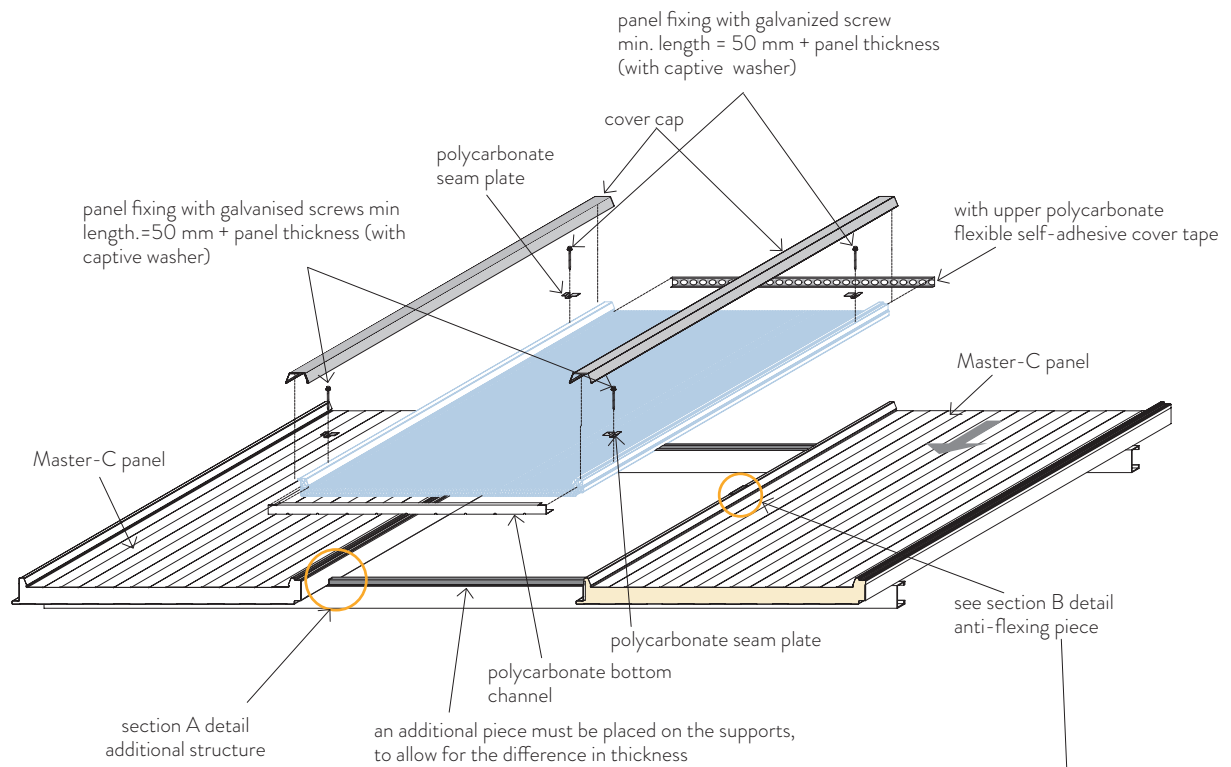 panel fixing with galvanized screw
min. length = 50 mm + panel thickness
(with captive washer)
cover cap
polycarbonate
seam plate
panel fixing with galvanised screws min
length.=50 mm + panel thickness (with
captive washer)
with upper polycarbonate
flexible self-adhesive cover tape
Master-C panel
Master-C panel
see section B detail
anti-flexing piece
polycarbonate seam plate
polycarbonate bottom
channel
section A detail
additional structure
an additional piece must be placed on the supports,
to allow for the difference in thickness